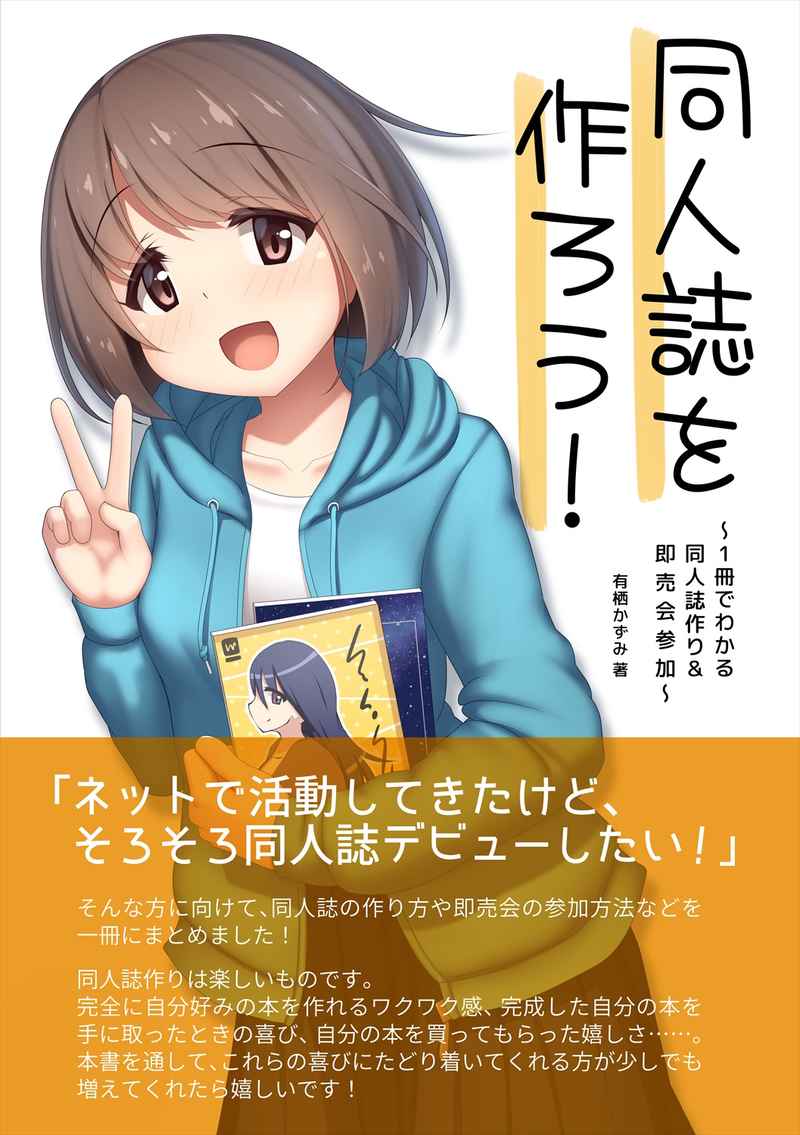 同人誌を
作ろう！
～1冊でわかる
同人誌作り＆
即売会参加～
有栖かずみ 著
W
「ネットで活動してきたけど、
そろそろ同人誌デビューしたい！」
そんな方に向けて、同人誌の作り方や即売会の参加方法などを
一冊にまとめました！
同人誌作りは楽しいものです。
完全に自分好みの本を作れるワクワク感、完成した自分の本を
手に取ったときの喜び、自分の本を買ってもらった嬉しさ……。
本書を通して、これらの喜びにたどり着いてくれる方が少しでも
増えてくれたら嬉しいです！